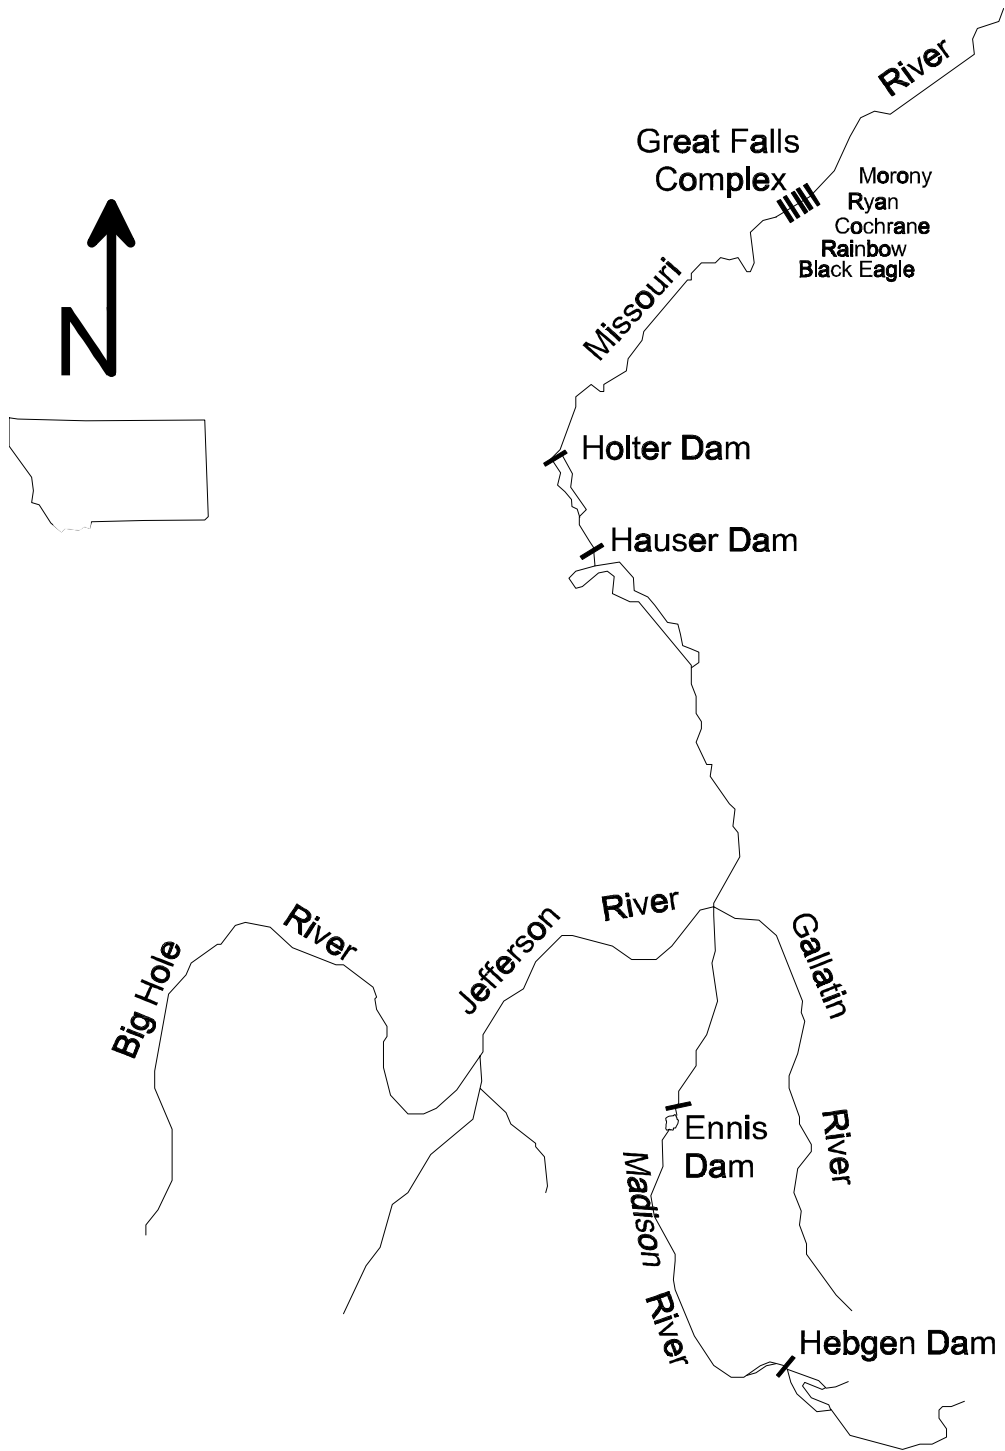 River
Great Falls
Complex
Morony
Ryan
Cochrane
Rainbow
Black Eagle
Missouri
N
Holter Dam
Hauser Dam
River
Jefferson
River
Big Hole
Gallatin
River
Ennis
Dam
Madison
River
Hebgen Dam